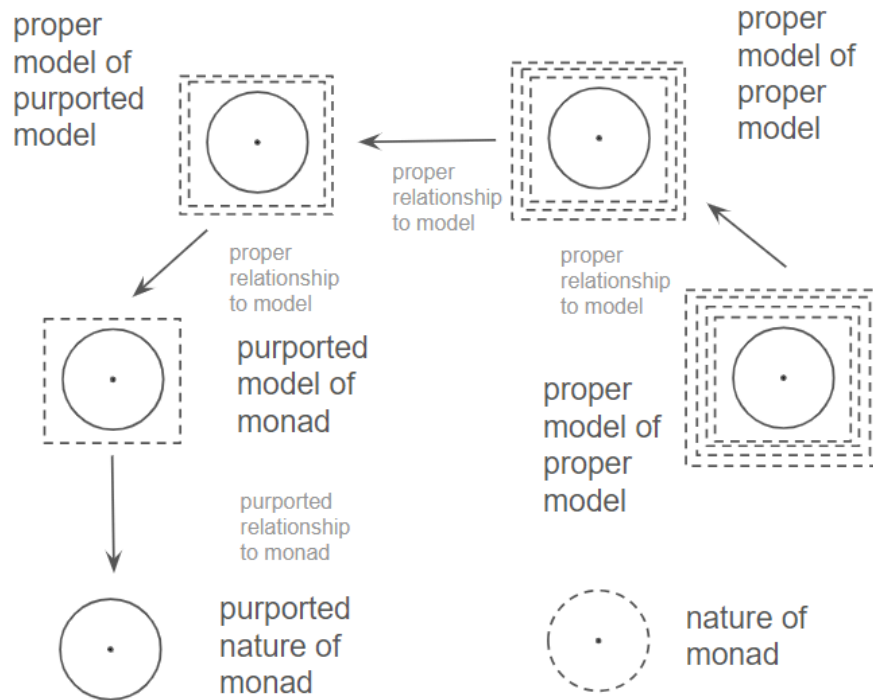 proper
model of
purported
model
proper
model of
proper
model
proper
relationship
to model
proper
relationship
to model
proper
relationship
to model
purported
model of
monad
proper
model of
proper
model
purported
relationship
to monad
purported
nature of
monad
nature of
monad